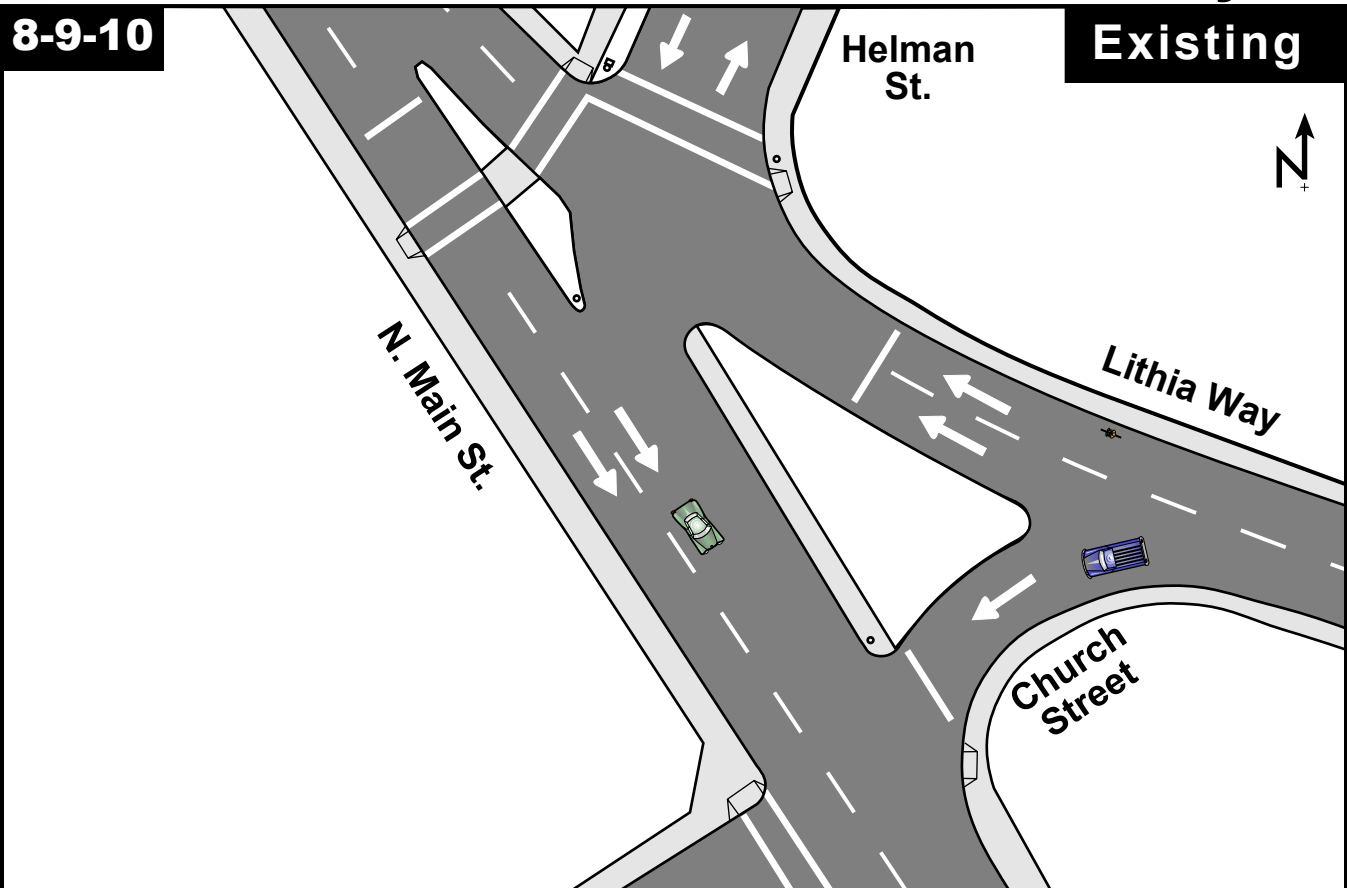 8-9-10
Existing
Helman
St.
N
N. Main St.
Lithia Way
Church
Street